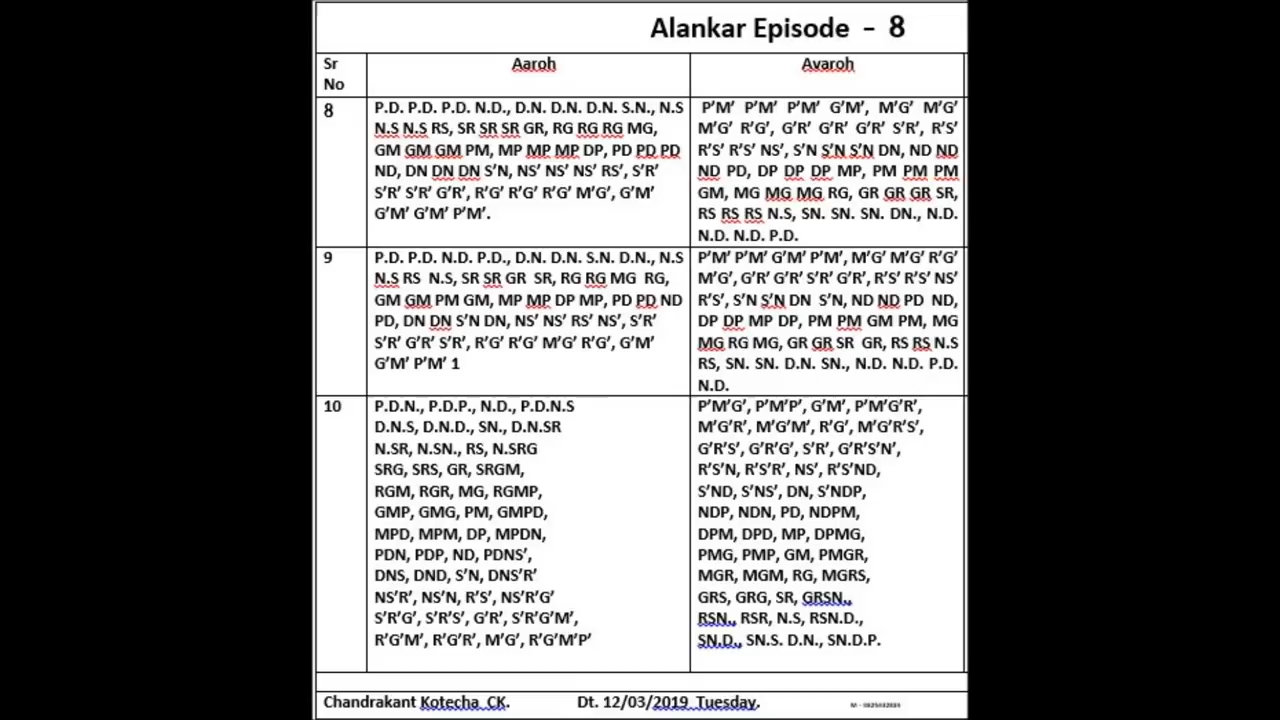 Alankar Episode - 8
Sr No
Aaroh
Avaroh
8
P.D. P.D. P.D. N.D., D.N. D.N. D.N. S.N., N.S
N.S N.S RS, SR SR SR GR, RG RG RG MG,
GM GM GM PM, MP MP MP DP, PD PD PD
ND, DN DN DN S’N, NS’ NS’ NS’ RS’, S’R’
S’R’ S’R’ G’R’, R’G’ R’G’ R’G’ M’G’, G’M’
G’M’ G’M’ P’M’.
P’M’ P’M’ P’M’ G’M’, M’G’ M’G’
M’G’ R’G’, G’R’ G’R’ G’R’ S’R’, R’S’
R’S’ R’S’ NS’, S’N S’N S’N DN, ND ND
ND PD, DP DP DP MP, PM PM PM
GM, MG MG MG RG, GR GR GR SR,
RS RS RS N.S, SN. SN. SN. DN., N.D.
N.D. N.D. P.D.
9
P.D. P.D. N.D. P.D., D.N. D.N. S.N. D.N., N.S
N.S RS N.S, SR SR GR SR, RG RG MG RG,
GM GM PM GM, MP MP DP MP, PD PD ND
PD, DN DN S’N DN, NS’ NS’ RS’ NS’, S’R’
S’R’ G’R’ S’R’, R’G’ R’G’ M’G’ R’G’, G’M’
G’M’ P’M’ 1
P’M’ P’M’ G’M’ P’M’, M’G’ M’G’ R’G’
M’G’, G’R’ G’R’ S’R’ G’R’, R’S’ R’S’ NS’
R’S’, S’N S’N DN S’N, ND ND PD ND,
DP DP MP DP, PM PM GM PM, MG
MG RG MG, GR GR SR GR, RS RS N.S
RS, SN. SN. D.N. SN., N.D. N.D. P.D.
N.D.
10
P.D.N., P.D.P., N.D., P.D.N.S
D.N.S, D.N.D., SN., D.N.SR
N.SR, N.SN., RS, N.SRG
SRG, SRS, GR, SRGM,
RGM, RGR, MG, RGMP,
GMP, GMG, PM, GMPD,
MPD, MPM, DP, MPDN,
PDN, PDP, ND, PDNS’,
DNS, DND, S’N, DNS’R’
NS’R’, NS’N, R’S’, NS’R’G’
S’R’G’, S’R’S’, G’R’, S’R’G’M’,
R’G’M’, R’G’R’, M’G’, R’G’M’P’
P’M’G’, P’M’P’, G’M’, P’M’G’R’,
M’G’R’, M’G’M’, R’G’, M’G’R’S’,
G’R’S’, G’R’G’, S’R’, G’R’S’N’,
R’S’N, R’S’R’, NS’, R’S’ND,
S’ND, S’NS’, DN, S’NDP,
NDP, NDN, PD, NDPM,
DPM, DPD, MP, DPMG,
PMG, PMP, GM, PMGR,
MGR, MGM, RG, MGRS,
GRS, GRG, SR, GRSN.,
RSN., RSR, N.S, RSN.D.,
SN.D., SN.S. D.N., SN.D.P.
Chandrakant Kotecha CK. Dt. 12/03/2019 Tuesday.